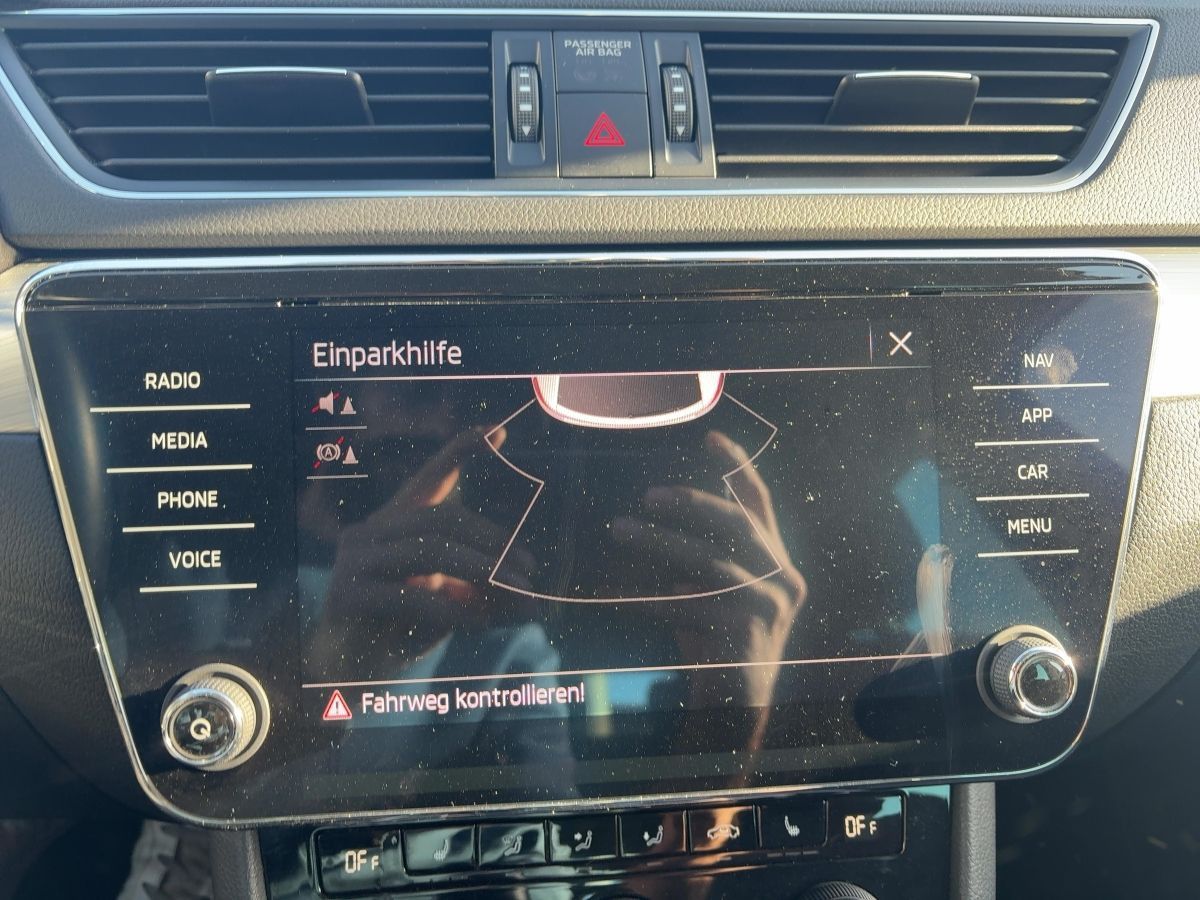 PASSENGER
AIR BAG
Einparkhilfe
RADIO
MEDIA
PHONE
VOICE
NAV
APP
CAR
MENU
A
Fahrweg kontrollieren!
OFF
OFF